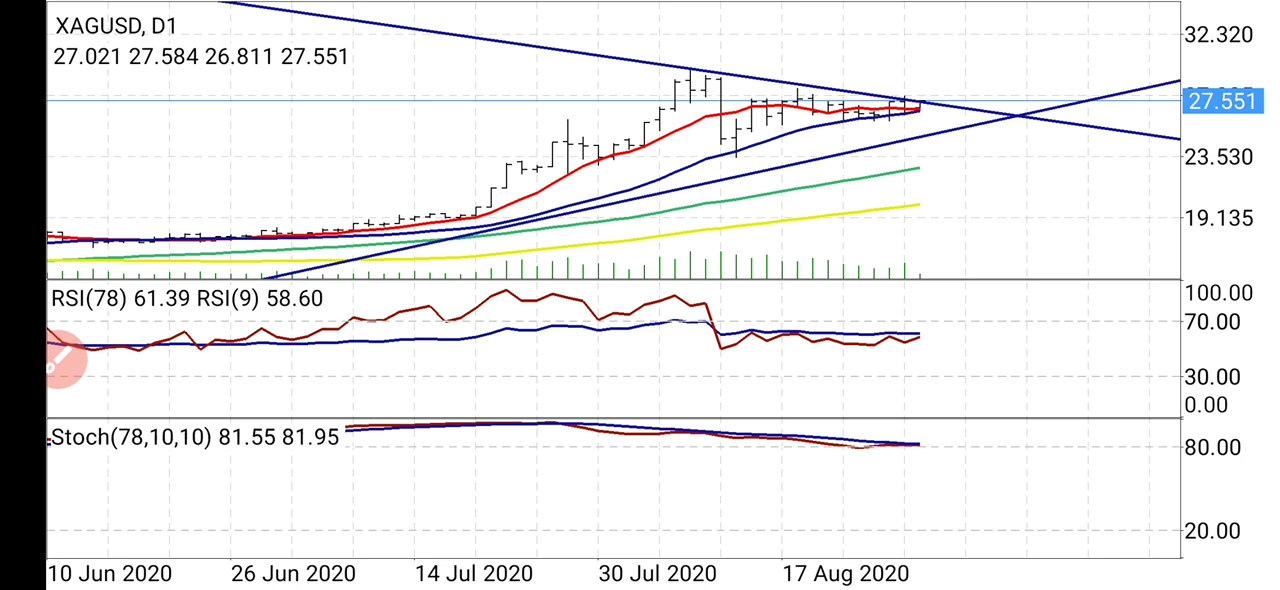 XAGUSD, D1
27.021 27.584 26.811 27.551
32.320
27.551
23.530
19.135
RSI(78) 61.39 RSI(9) 58.60
100.00
70.00
30.00
0.00
Stoch(78,10,10) 81.55 81.95
80.00
20.00
10 Jun 2020
26 Jun 2020
14 Jul 2020
30 Jul 2020
17 Aug 2020